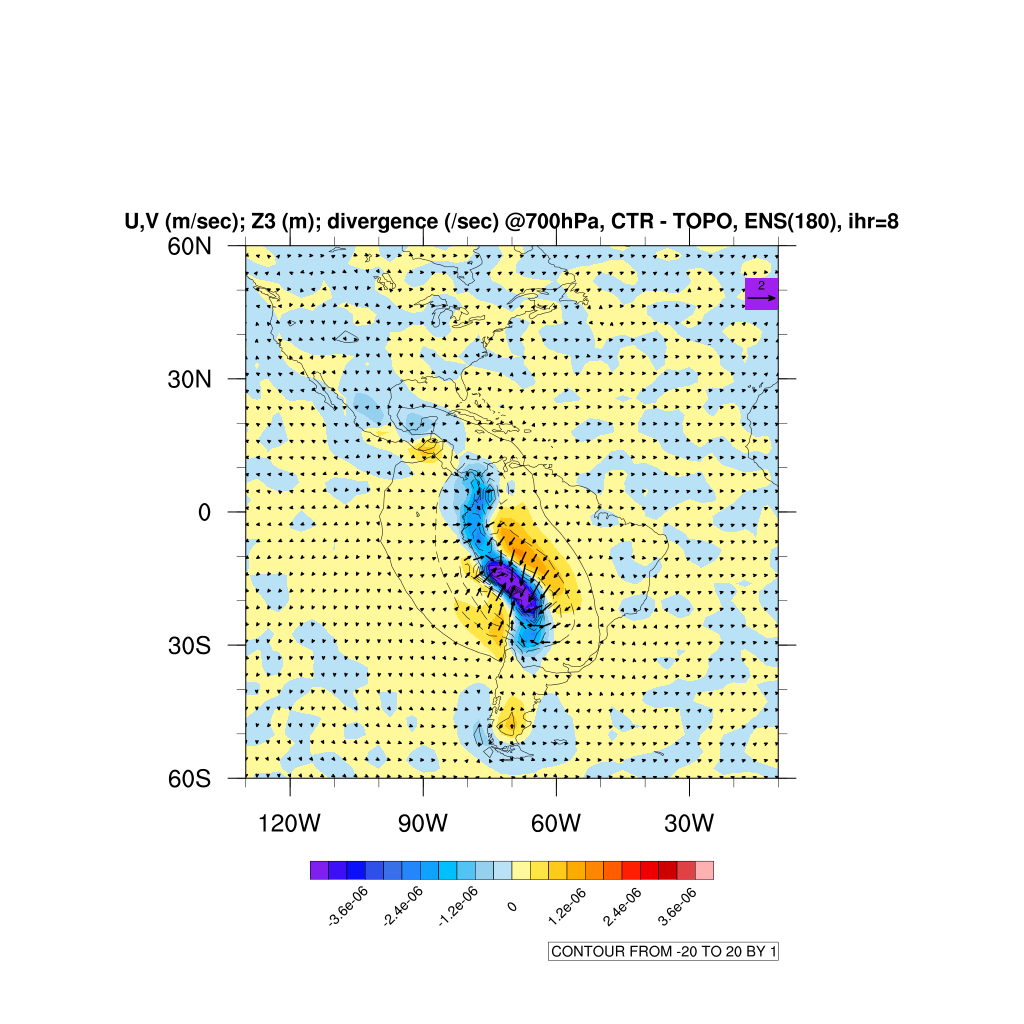 U,V (m/sec); Z3 (m); divergence (/sec) @700hPa, CTR - TOPO, ENS(180), ihr=8
60N
2
30N
0
30S
60S
120W 90W 60W 30W
-3.6e-06 -2.4e-06 -1.2e-06 0 1.2e-06 2.4e-06 3.6e-06
CONTOUR FROM -20 TO 20 BY 1